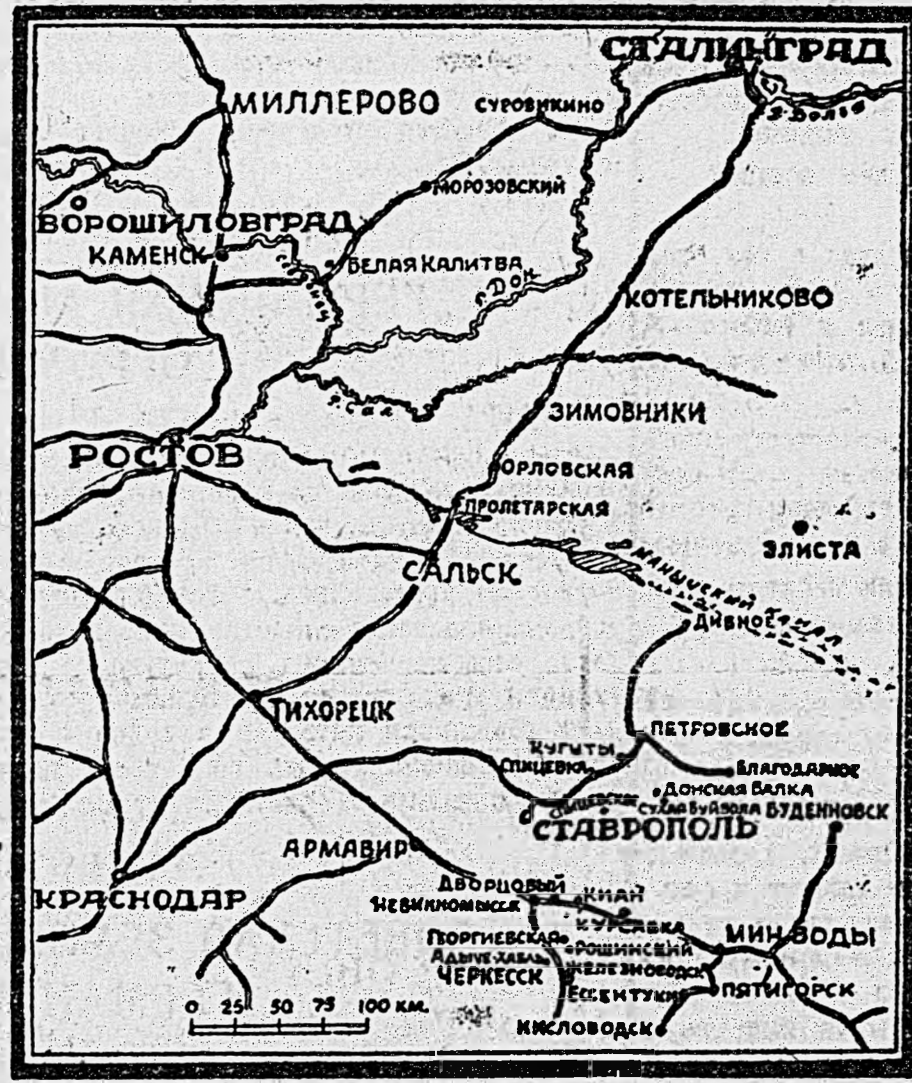 СТАЛИНГРАД
МИЛЛЕРОВО
СУРОВИКИНО
Р. Волга
МОРОЗОВСКИЙ
ВОРОШИЛОВГРАД
КАМЕНСК
БЕЛАЯ КАЛИТВА
г. Дон
КОТЕЛЬНИКОВО
р. Сал
ЗИМОВНИКИ
РОСТОВ
ОРЛОВСКАЯ
ПРОЛЕТАРСКАЯ
ЭЛИСТА
САЛЬСК
МАНЫЧСКИЙ КАНАЛ
ДИВНОЕ
ТИХОРЕЦК
ПЕТРОВСКОЕ
КУГУТЫ
СПИЦЕВКА
БЛАГОДАРНОЕ
ДОНСКАЯ БАЛКА
СУХАЯ БУЙВОЛА
БУДЕННОВСК
СТАВРОПОЛЬ
АРМАВИР
КРАСНОДАР
ДВОРЦОВЫЙ
КИАН
НЕВИННОМЫССК
КУРСАВКА
МИН.ВОДЫ
ГЕОРГИЕВСКАЯ
АДЫГЕ-ХАБЛЬ
ЖЕЛЕЗНОВОДСК
ЧЕРКЕССК
ЕССЕНТУКИ
ПЯТИГОРСК
КИСЛОВОДСК
0 25 50 75 100 КМ.